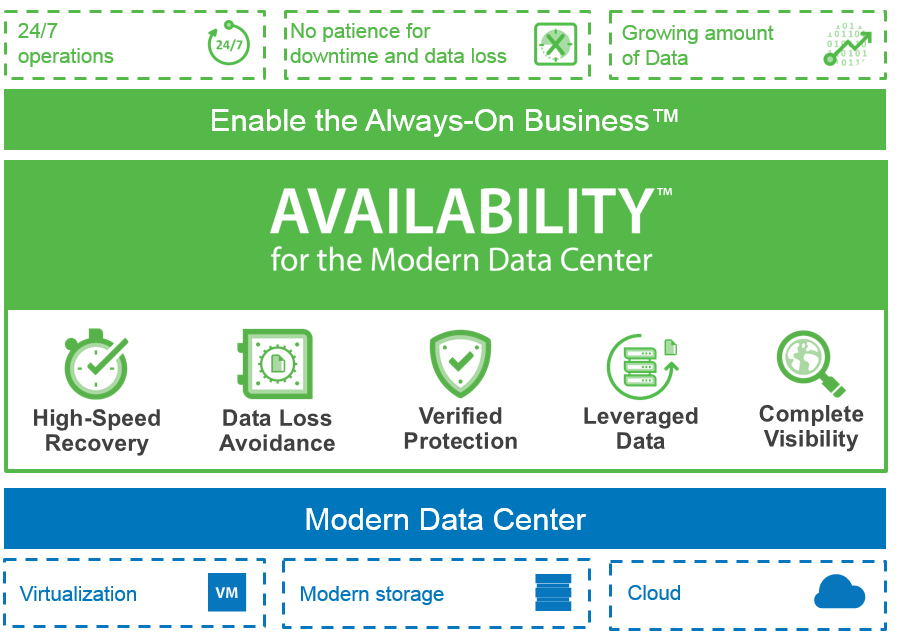 24/7
operations
24/7
No patience for
downtime and data loss
Growing amount
of Data
Enable the Always-On Business™
AVAILABILITY™
for the Modern Data Center
High-Speed
Recovery
Data Loss
Avoidance
Verified
Protection
Leveraged
Data
Complete
Visibility
Modern Data Center
Virtualization
VM
Modern storage
Cloud